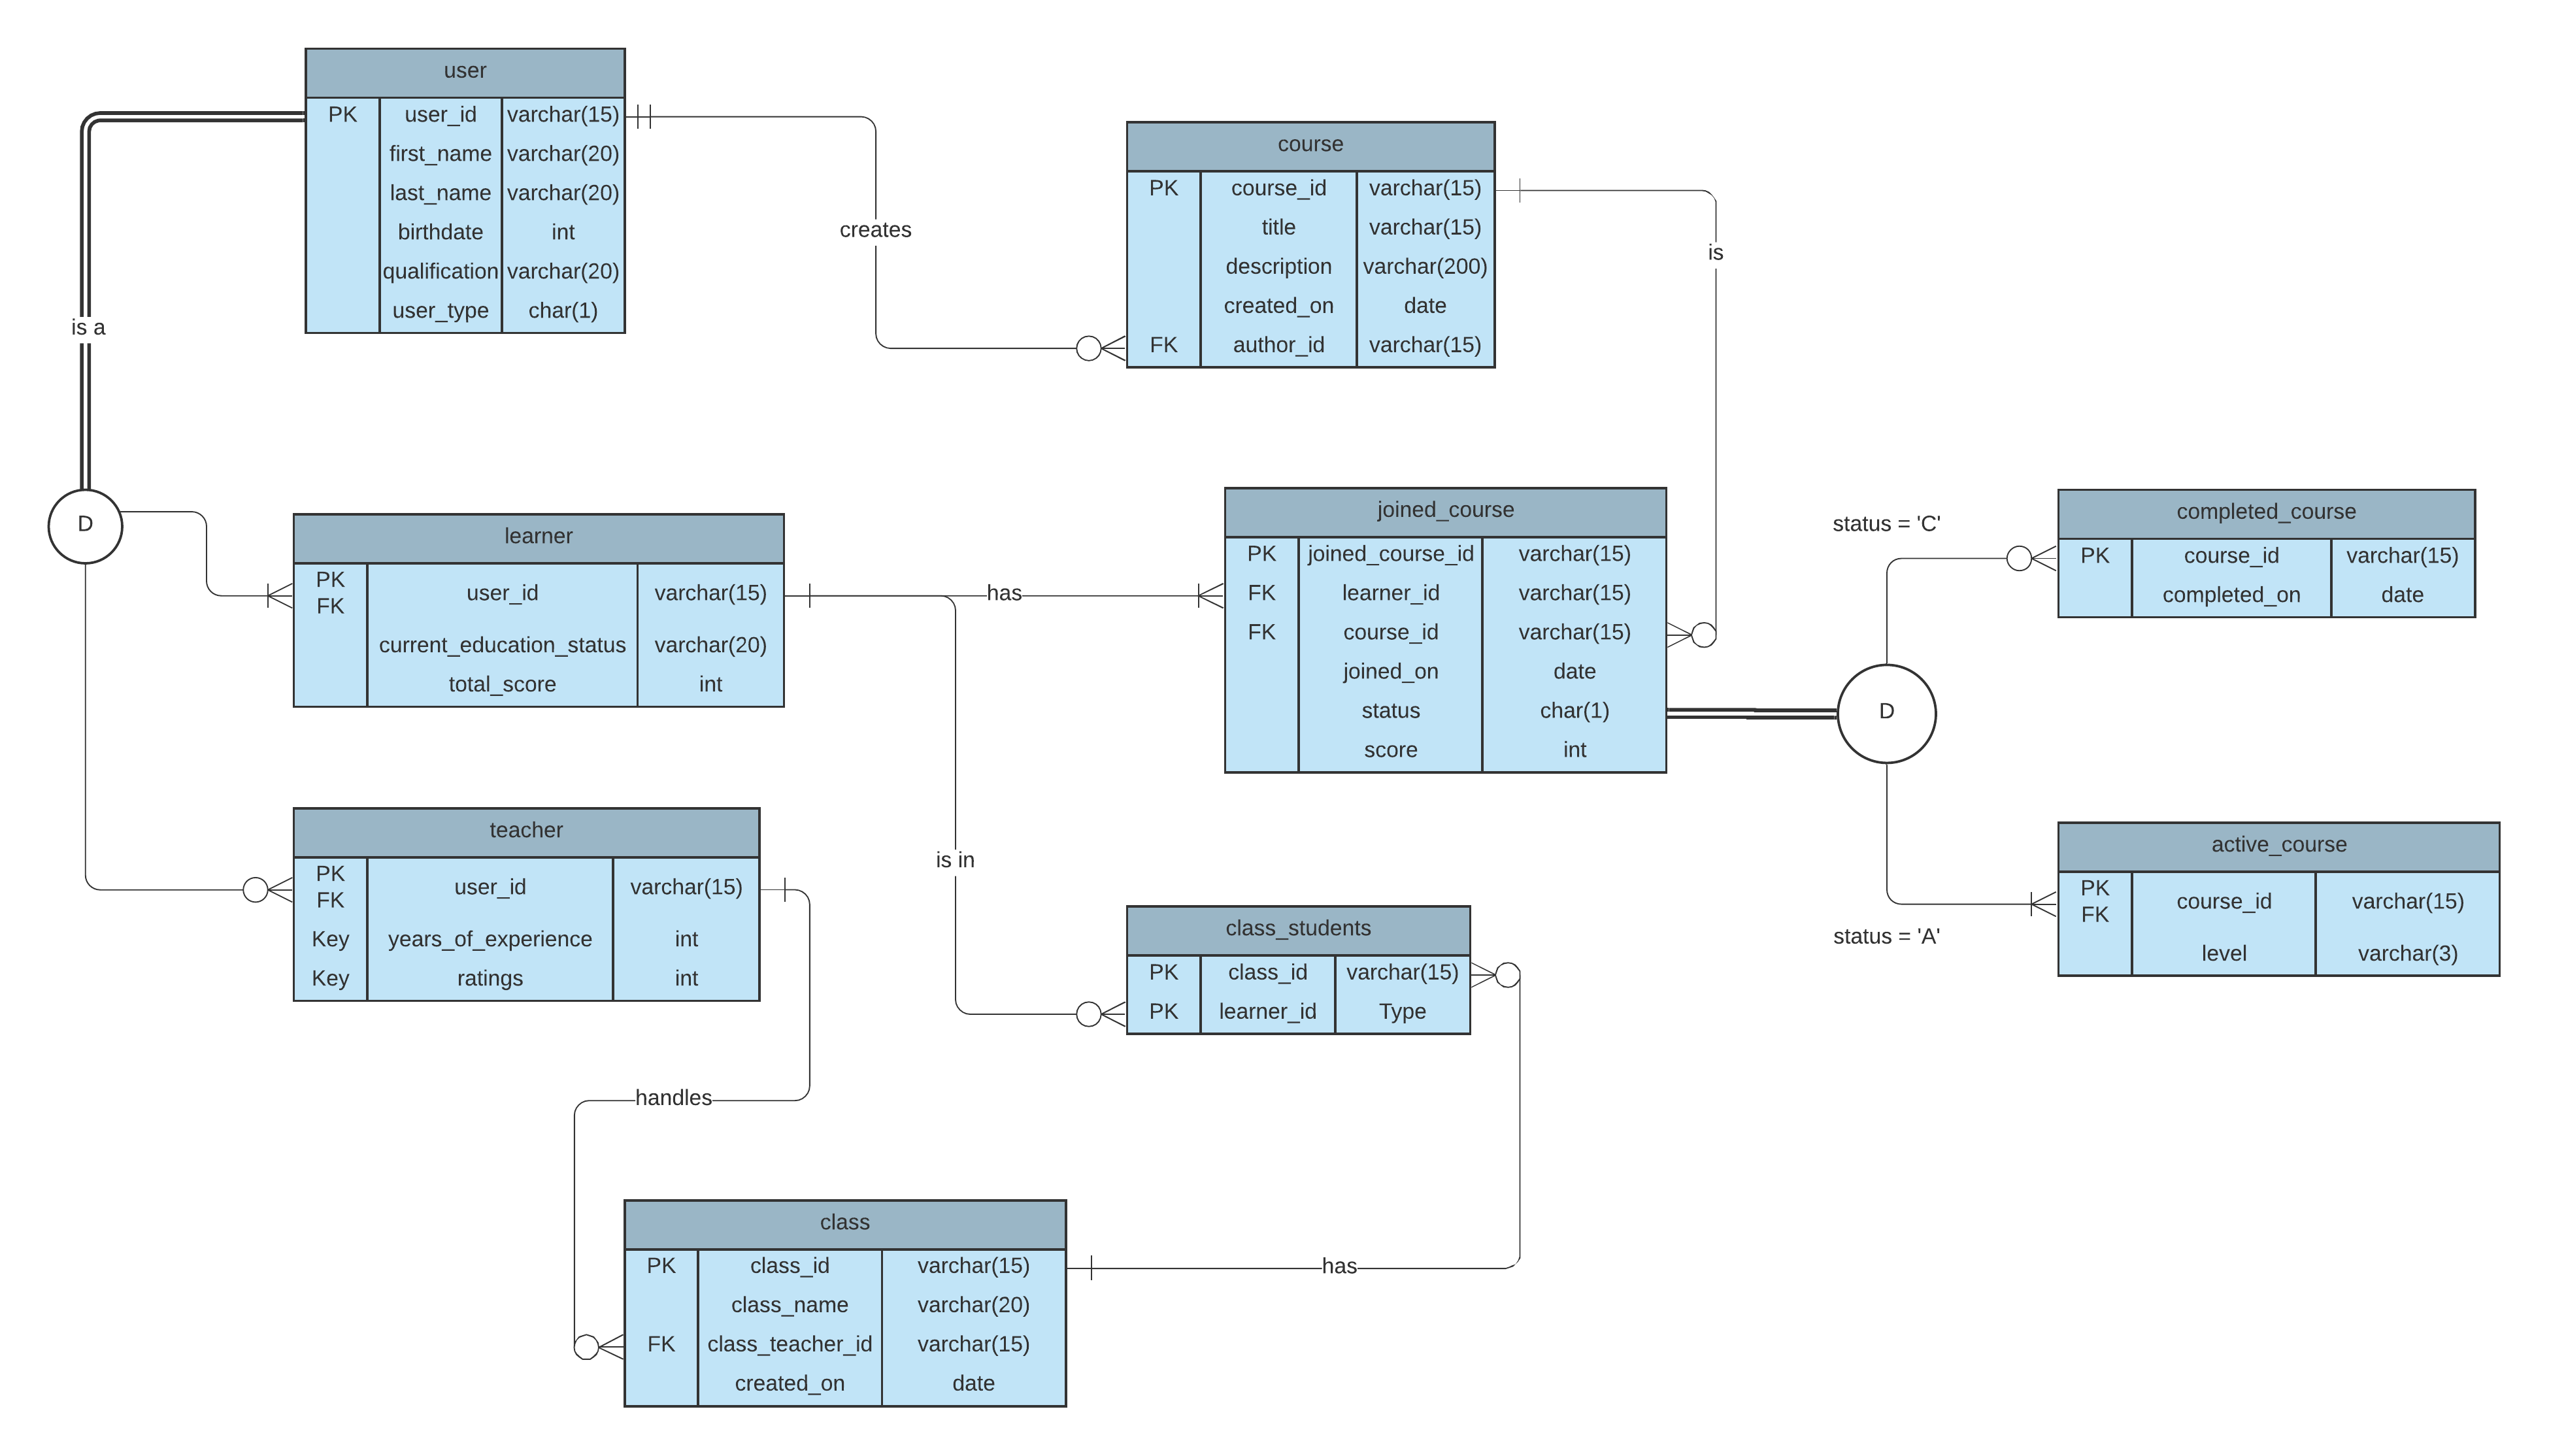 user
PK user_id varchar(15)
first_name varchar(20)
last_name varchar(20)
birthdate int
qualification varchar(20)
user_type char(1)
creates
course
PK course_id varchar(15)
title varchar(15)
description varchar(200)
created_on date
FK author_id varchar(15)
is
is a
D
learner
PK
FK user_id varchar(15)
current_education_status varchar(20)
total_score int
has
joined_course
PK joined_course_id varchar(15)
FK learner_id varchar(15)
FK course_id varchar(15)
joined_on date
status char(1)
score int
status = 'C'
completed_course
PK course_id varchar(15)
completed_on date
D
status = 'A'
active_course
PK
FK course_id varchar(15)
level varchar(3)
teacher
PK
FK user_id varchar(15)
Key years_of_experience int
Key ratings int
is in
class_students
PK class_id varchar(15)
PK learner_id Type
handles
class
PK class_id varchar(15)
class_name varchar(20)
FK class_teacher_id varchar(15)
created_on date
has